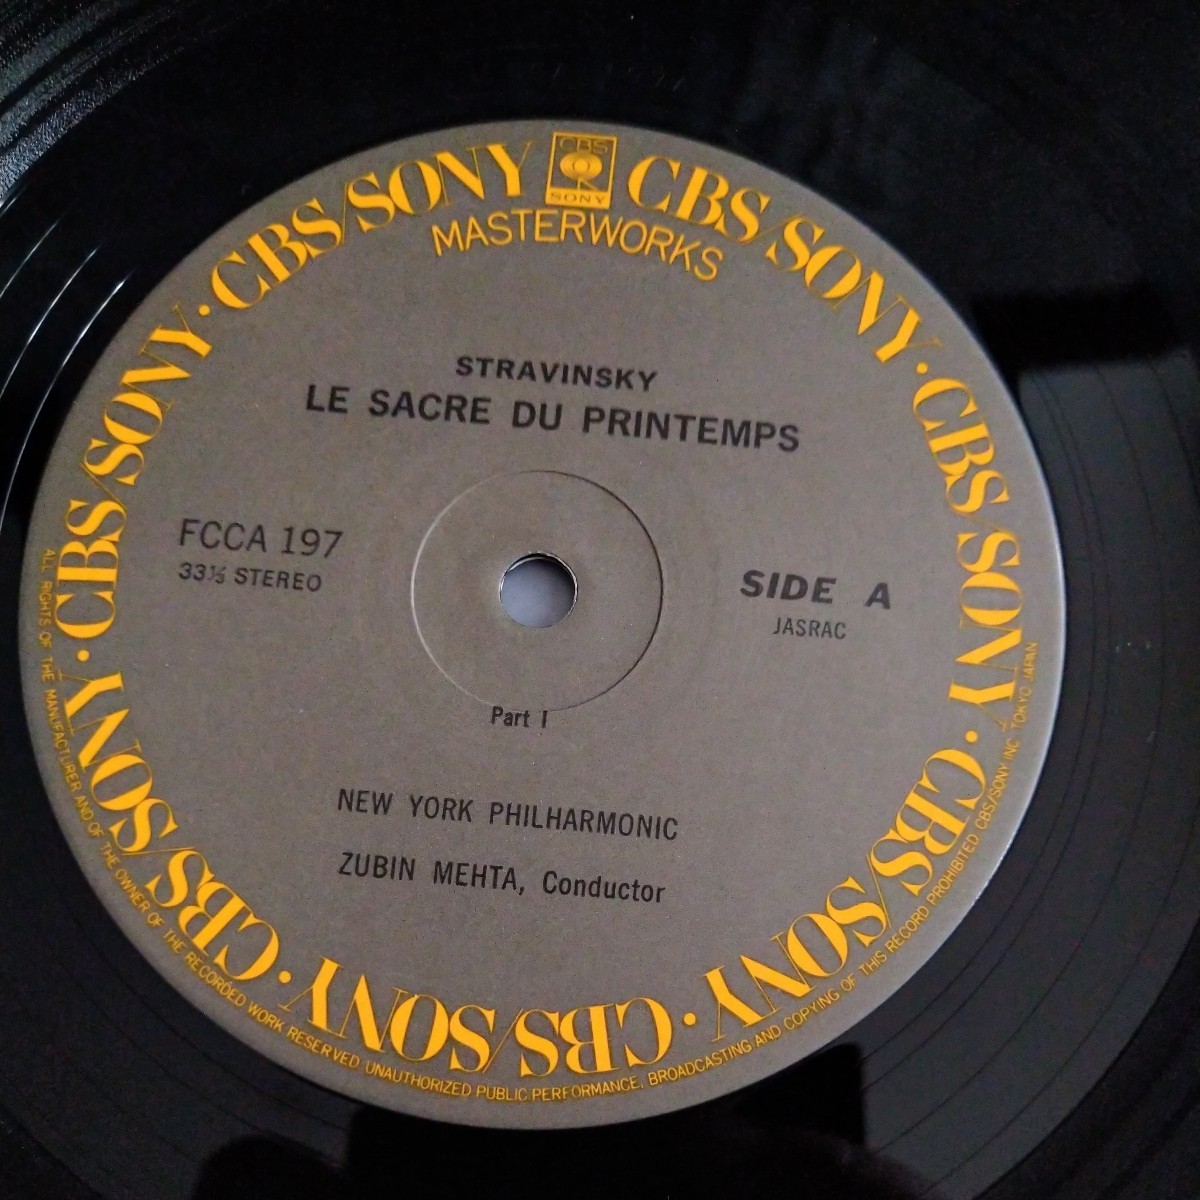 CBS
SONY
CBS/SONY · CBS/SONY · CBS/SONY · CBS/SONY · CBS/SONY · CBS/SONY · CBS/SONY · CBS/SONY
MASTERWORKS
STRAVINSKY
LE SACRE DU PRINTEMPS
FCCA 197
33⅓ STEREO
SIDE A
JASRAC
Part I
NEW YORK PHILHARMONIC
ZUBIN MEHTA, Conductor
ALL RIGHTS OF THE MANUFACTURER AND OF THE OWNER OF THE RECORDED WORK RESERVED UNAUTHORIZED PUBLIC PERFORMANCE, BROADCASTING AND COPYING OF THIS RECORD PROHIBITED CBS/SONY INC TOKYO JAPAN